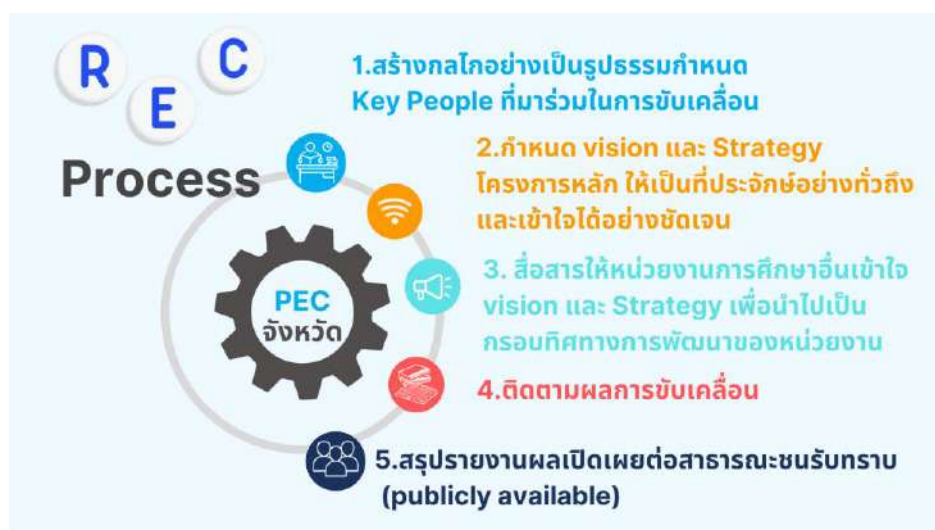 R E C
Process
1.สร้างกลไกอย่างเป็นรูปธรรมกำหนด
Key People ที่มาร่วมในการขับเคลื่อน
2.กำหนด vision และ Strategy
โครงการหลัก ให้เป็นที่ประจักษ์อย่างทั่วถึง
และเข้าใจได้อย่างชัดเจน
3. สื่อสารให้หน่วยงานการศึกษาอื่นเข้าใจ
vision และ Strategy เพื่อนำไปเป็น
กรอบทิศทางการพัฒนาของหน่วยงาน
PEC
จังหวัด
4.ติดตามผลการขับเคลื่อน
5.สรุปรายงานผลเปิดเผยต่อสาธารณะชนรับทราบ
(publicly available)